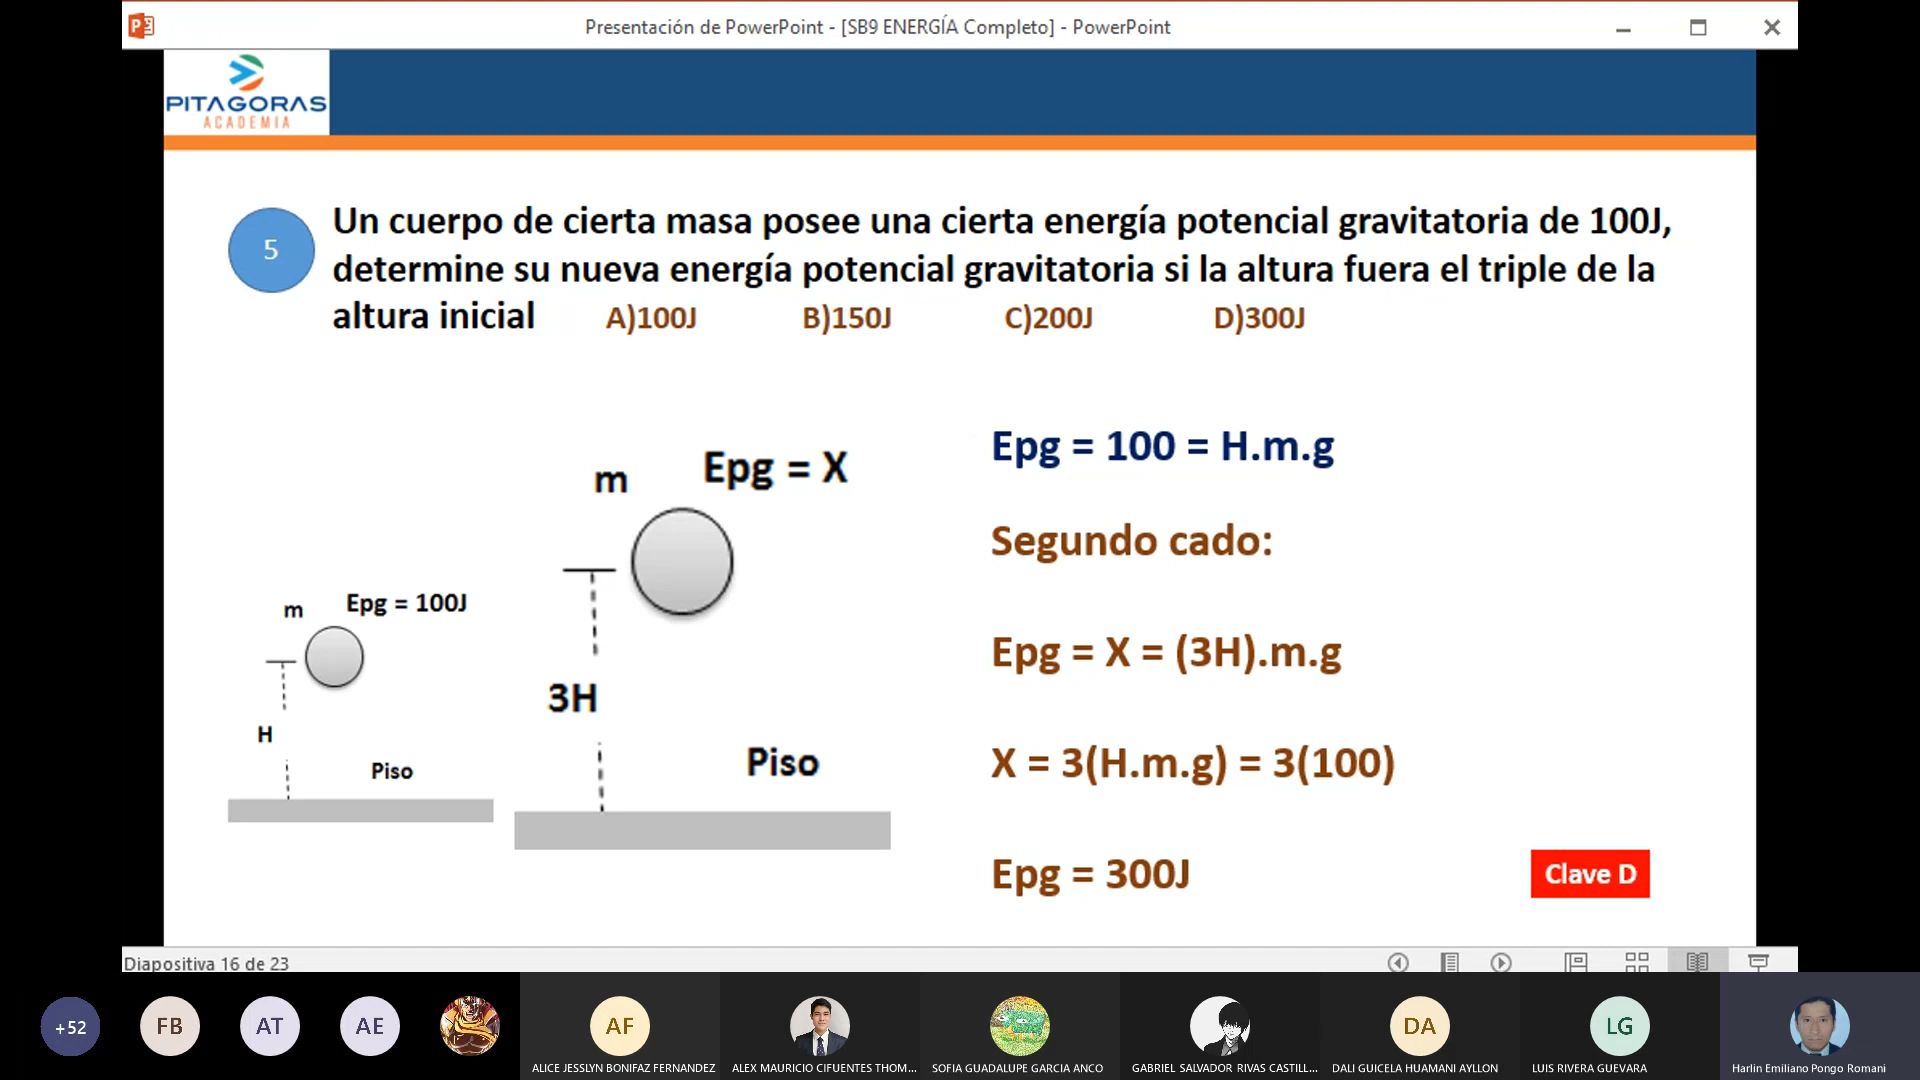 Presentación de PowerPoint - [SB9 ENERGÍA Completo] - PowerPoint
PITAGORAS
ACADEMIA
5
Un cuerpo de cierta masa posee una cierta energía potencial gravitatoria de 100J,
determine su nueva energía potencial gravitatoria si la altura fuera el triple de la
altura inicial A)100J B)150J C)200J D)300J
m Epg = 100J
H
Piso
m Epg = X
3H
Piso
Epg = 100 = H.m.g
Segundo cado:
Epg = X = (3H).m.g
X = 3(H.m.g) = 3(100)
Epg = 300J
Clave D
Diapositiva 16 de 23
+52 FB AT AE AF DA LG
ALICE JESSLYN BONIFAZ FERNANDEZ ALEX MAURICIO CIFUENTES THOM... SOFIA GUADALUPE GARCIA ANCO GABRIEL SALVADOR RIVAS CASTILL... DALI GUICELA HUAMANI AYLLON LUIS RIVERA GUEVARA Harlin Emiliano Pongo Romani